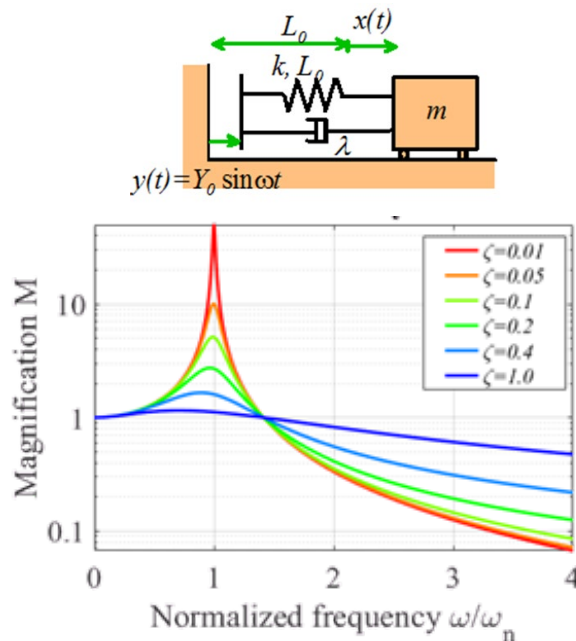 L₀
x(t)
k, L₀
m
λ
y(t)=Y₀ sinωt
Magnification M
10
1
0.1
ζ=0.01
ζ=0.05
ζ=0.1
ζ=0.2
ζ=0.4
ζ=1.0
0 1 2 3 4
Normalized frequency ω/ωₙ